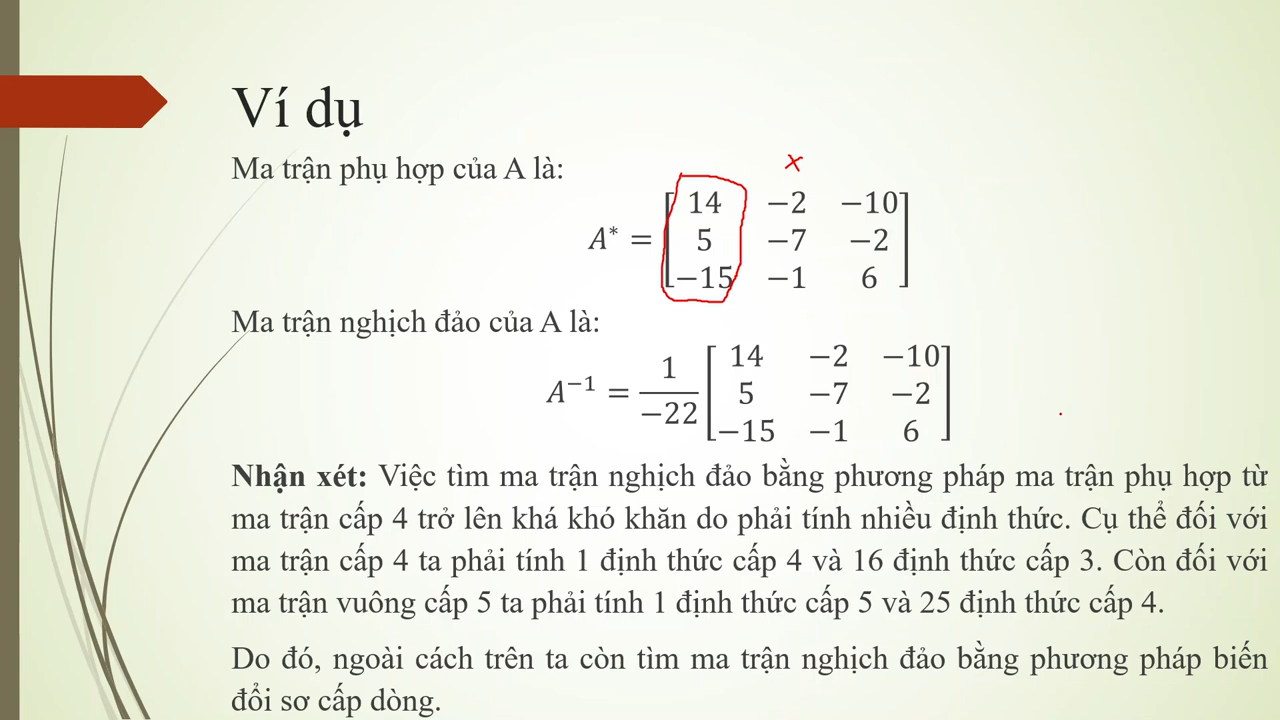 Ví dụ
Ma trận phụ hợp của A là:
x
14 −2 −10
A* = 5 −7 −2
−15 −1 6
Ma trận nghịch đảo của A là:
14 −2 −10
A⁻¹ = 1/−22 5 −7 −2
−15 −1 6
Nhận xét: Việc tìm ma trận nghịch đảo bằng phương pháp ma trận phụ hợp từ
ma trận cấp 4 trở lên khá khó khăn do phải tính nhiều định thức. Cụ thể đối với
ma trận cấp 4 ta phải tính 1 định thức cấp 4 và 16 định thức cấp 3. Còn đối với
ma trận vuông cấp 5 ta phải tính 1 định thức cấp 5 và 25 định thức cấp 4.
Do đó, ngoài cách trên ta còn tìm ma trận nghịch đảo bằng phương pháp biến
đổi sơ cấp dòng.